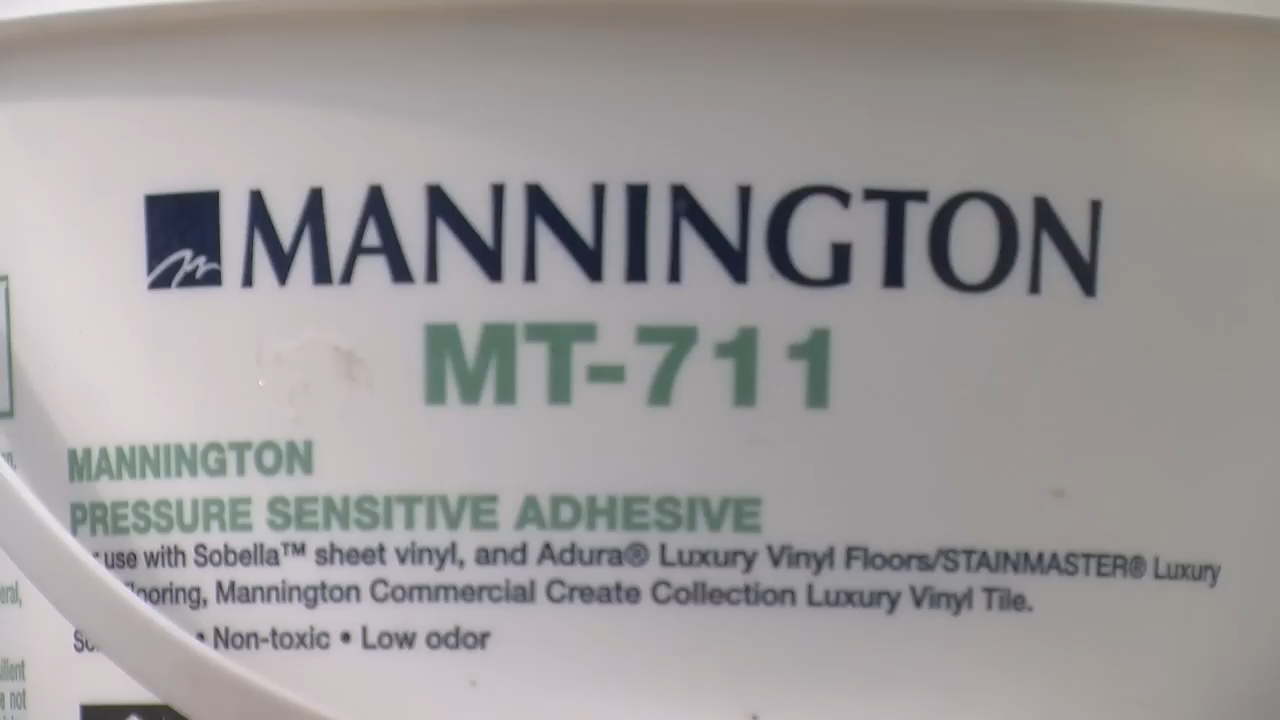 MANNINGTON
MT-711
MANNINGTON
PRESSURE SENSITIVE ADHESIVE
use with Sobella™ sheet vinyl, and Adura® Luxury Vinyl Floors/STAINMASTER® Luxury
Mannington Commercial Create Collection Luxury Vinyl Tile.
• Non-toxic • Low odor
not